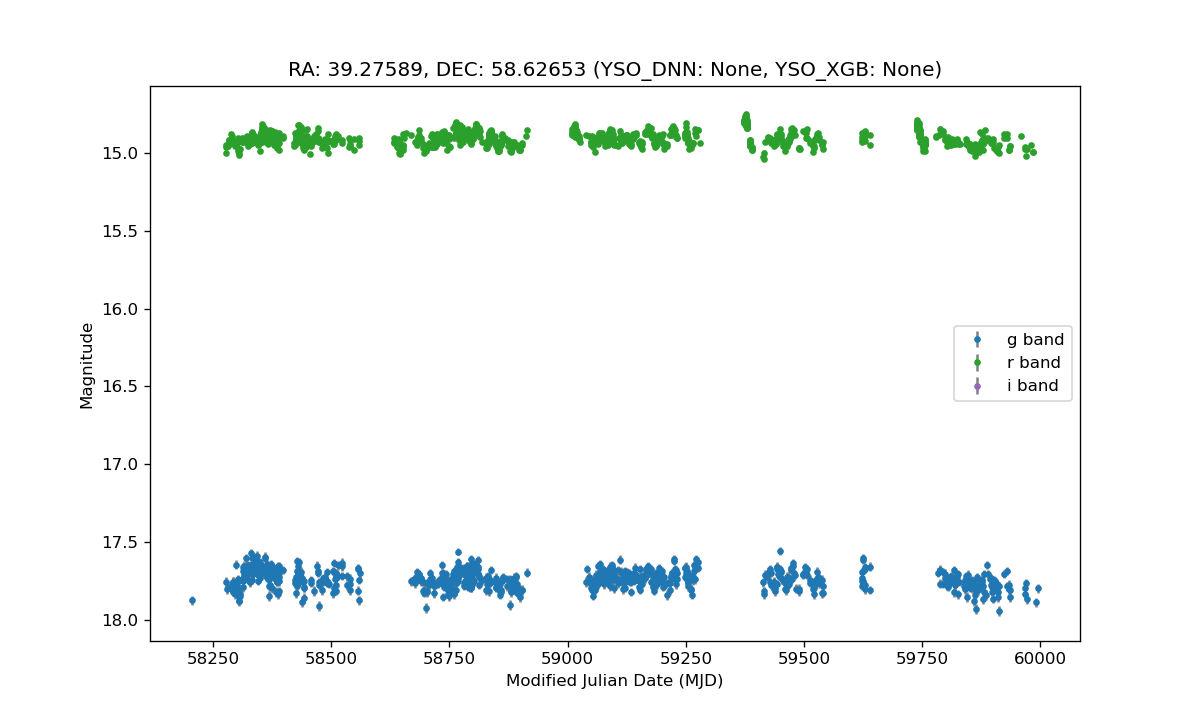 RA: 39.27589, DEC: 58.62653 (YSO_DNN: None, YSO_XGB: None)
15.0
15.5
16.0
16.5
17.0
17.5
18.0
Magnitude
g band
r band
i band
58250 58500 58750 59000 59250 59500 59750 60000
Modified Julian Date (MJD)